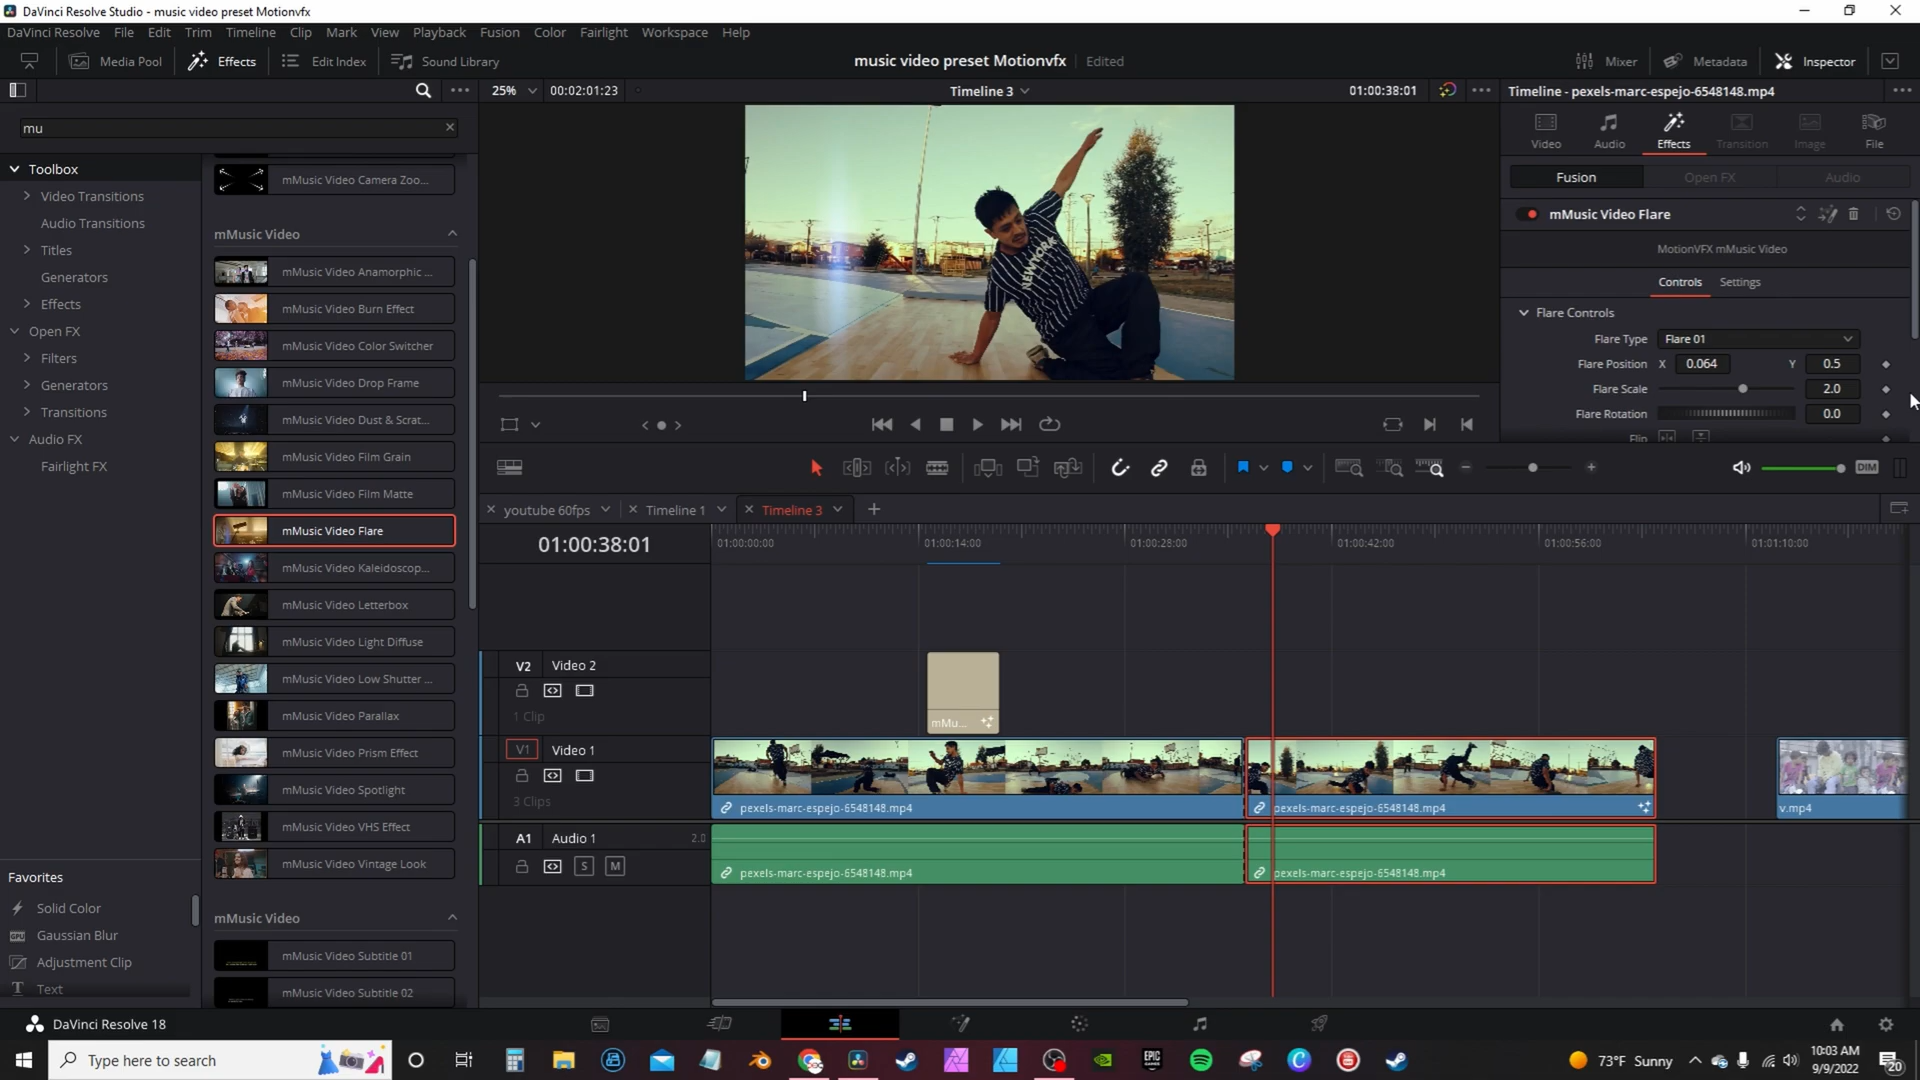 DaVinci Resolve Studio - music video preset Motionvfx
DaVinci Resolve File Edit Trim Timeline Clip Mark View Playback Fusion Color Fairlight Workspace Help
Media Pool Effects Edit Index Sound Library
music video preset Motionvfx Edited
Mixer Metadata Inspector
25% 00:02:01:23 Timeline 3 01:00:38:01
Timeline - pexels-marc-espejo-6548148.mp4
mu
Toolbox
Video Transitions
Audio Transitions
Titles
Generators
Effects
Open FX
Filters
Generators
Transitions
Audio FX
Fairlight FX
Favorites
Solid Color
Gaussian Blur
Adjustment Clip
Text
mMusic Video Camera Zoo...
mMusic Video
mMusic Video Anamorphic ...
mMusic Video Burn Effect
mMusic Video Color Switcher
mMusic Video Drop Frame
mMusic Video Dust & Scrat...
mMusic Video Film Grain
mMusic Video Film Matte
mMusic Video Flare
mMusic Video Kaleidoscop...
mMusic Video Letterbox
mMusic Video Light Diffuse
mMusic Video Low Shutter ...
mMusic Video Parallax
mMusic Video Prism Effect
mMusic Video Spotlight
mMusic Video VHS Effect
mMusic Video Vintage Look
mMusic Video
mMusic Video Subtitle 01
mMusic Video Subtitle 02
NEWYORK
Video Audio Effects Transition Image File
Fusion Open FX Audio
mMusic Video Flare
MotionVFX mMusic Video
Controls Settings
Flare Controls
Flare Type Flare 01
Flare Position X 0.064 Y 0.5
Flare Scale 2.0
Flare Rotation 0.0
Flip
DIM
youtube 60fps Timeline 1 Timeline 3
01:00:38:01
01:00:00:00 01:00:14:00 01:00:28:00 01:00:42:00 01:00:56:00 01:01:10:00
V2 Video 2
1 Clip
mMu...
V1 Video 1
3 Clips
pexels-marc-espejo-6548148.mp4
pexels-marc-espejo-6548148.mp4
v.mp4
A1 Audio 1 2.0
S M
pexels-marc-espejo-6548148.mp4
pexels-marc-espejo-6548148.mp4
DaVinci Resolve 18
Type here to search
EPIC GAMES
73°F Sunny
10:03 AM
9/9/2022
20